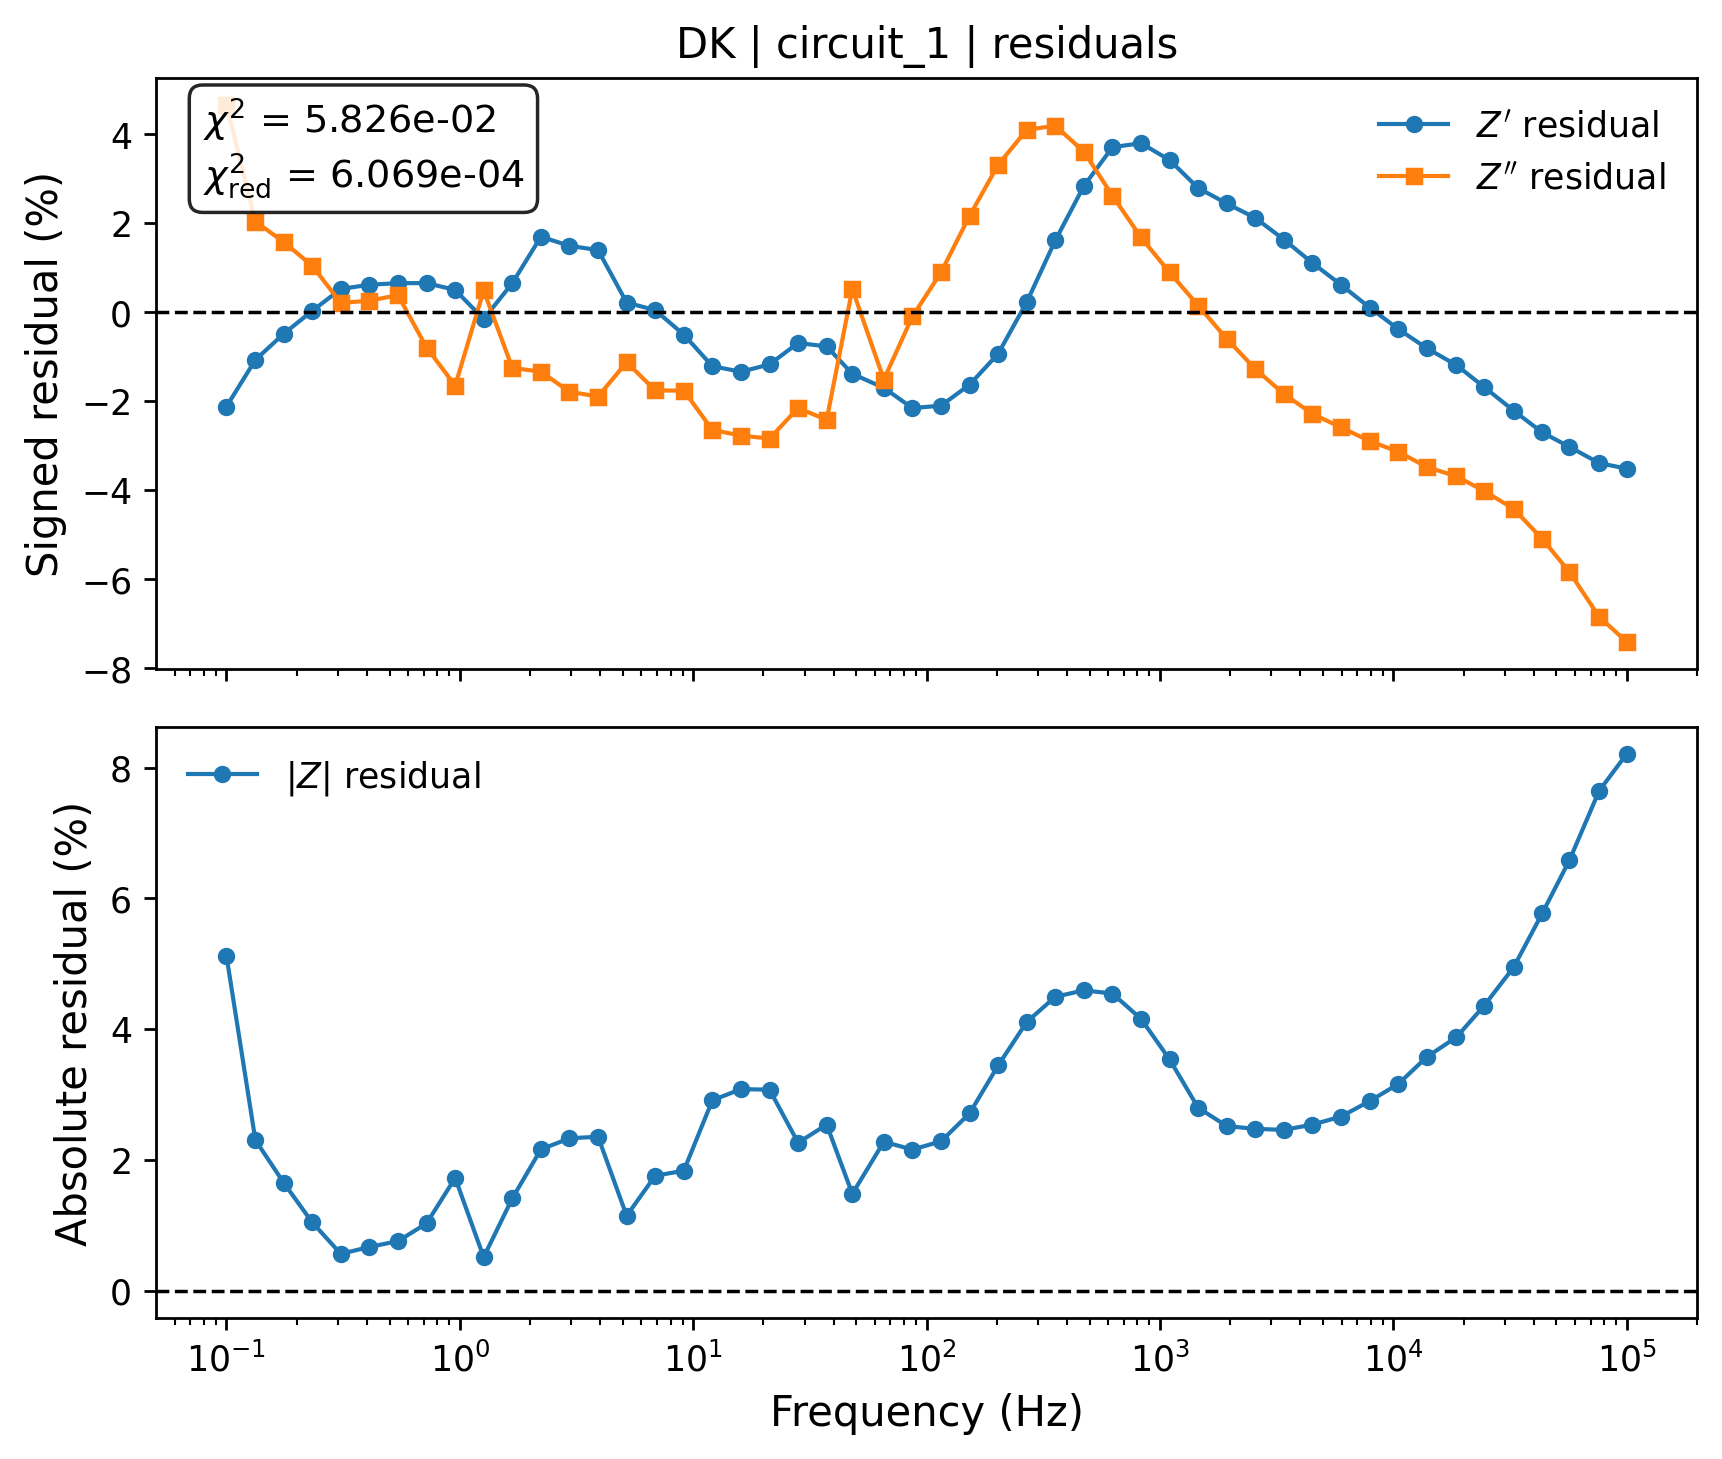 DK | circuit_1 | residuals
χ² = 5.826e-02
χ²red = 6.069e-04
Z′ residual
Z″ residual
Signed residual (%)
4
2
0
−2
−4
−6
−8
|Z| residual
Absolute residual (%)
8
6
4
2
0
10⁻¹ 10⁰ 10¹ 10² 10³ 10⁴ 10⁵
Frequency (Hz)